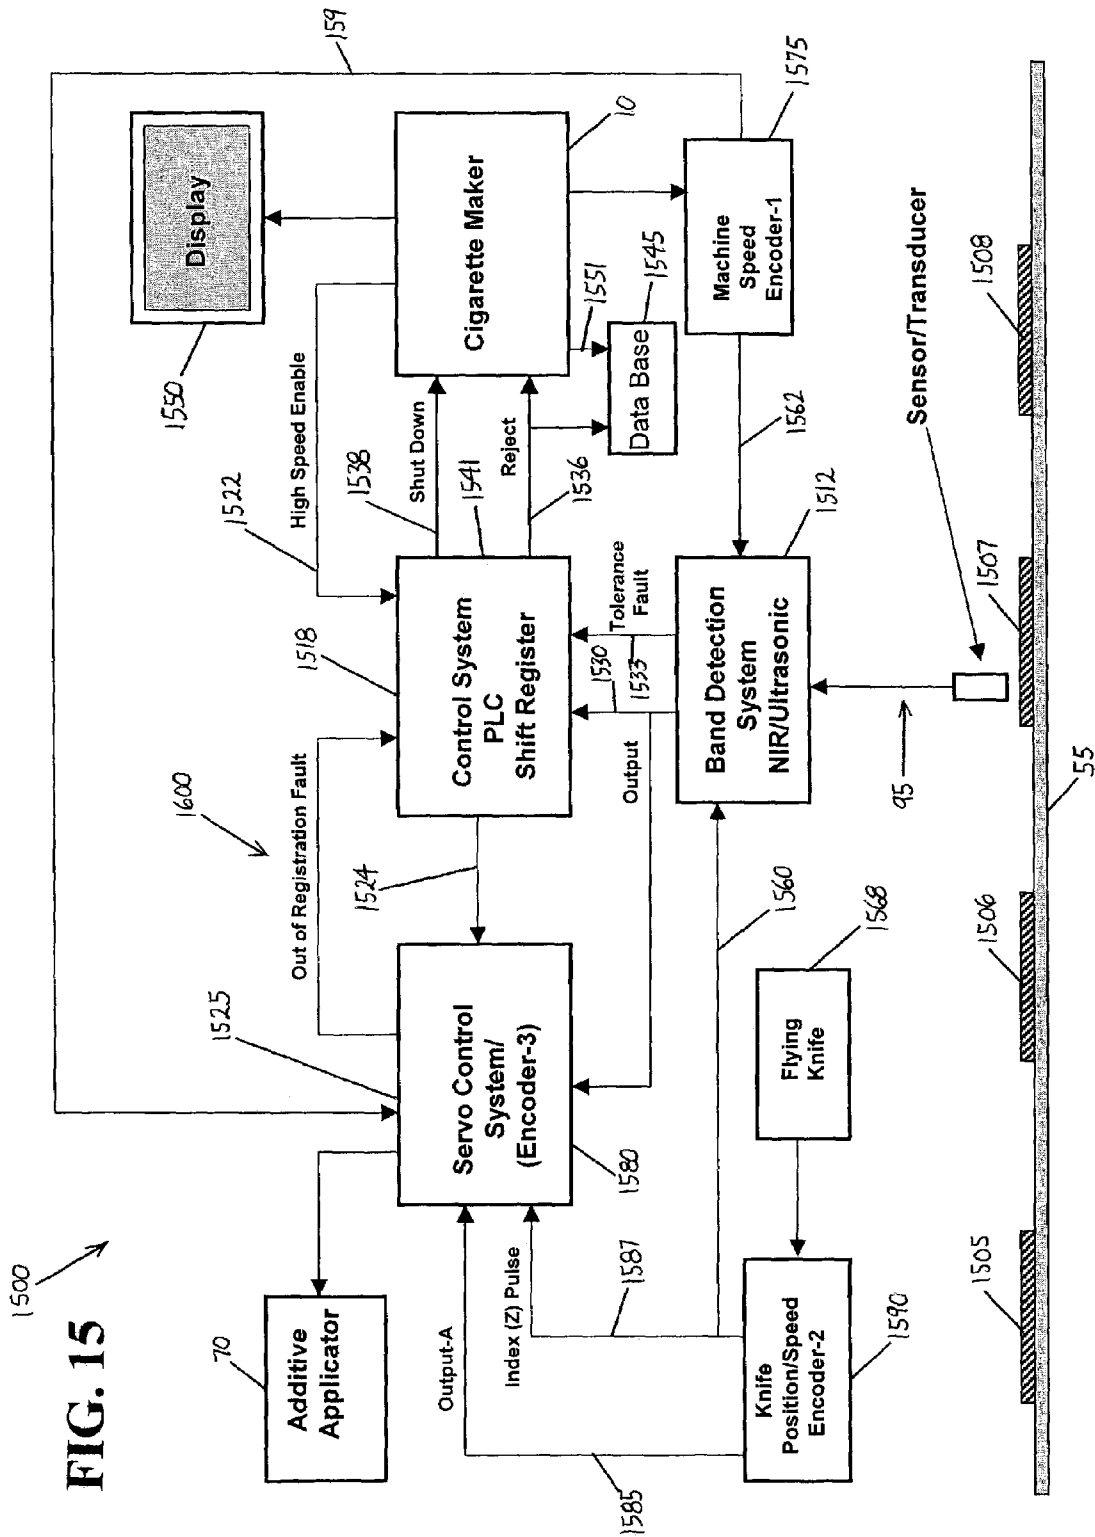 FIG. 15
1500
1600
159
1550
Display
70
Additive
Applicator
1525
Out of Registration Fault
1518
1522
High Speed Enable
Output-A
Index (Z) Pulse
Servo Control
System/
(Encoder-3)
1580
1524
Control System
PLC
Shift Register
1538
Shut Down
1541
Reject
1536
Cigarette Maker
10
1551
1545
Data Base
1585
1587
Output
1530
1533
Tolerance
Fault
Knife
Position/Speed
Encoder-2
1590
Flying
Knife
1568
1560
Band Detection
System
NIR/Ultrasonic
1512
1562
Machine
Speed
Encoder-1
1575
95
Sensor/Transducer
1505
1506
55
1507
1508